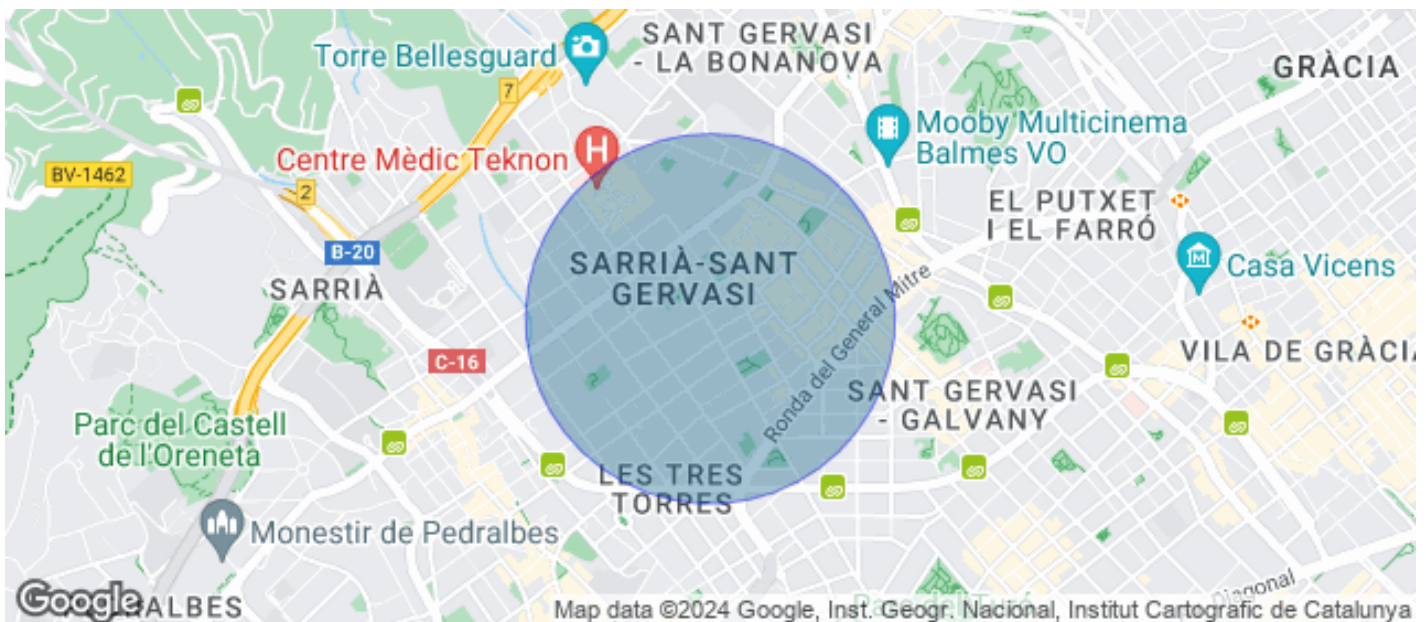 SANT GERVASI
- LA BONANOVA
Torre Bellesguard
GRÀCIA
7
Mooby Multicinema
Balmes VO
Centre Mèdic Teknon
H
BV-1462
2
EL PUTXET
I EL FARRÓ
B-20
SARRIÀ-SANT
GERVASI
Casa Vicens
SARRIÀ
Ronda del General Mitre
C-16
VILA DE GRÀCIA
SANT GERVASI
- GALVANY
Parc del Castell
de l'Oreneta
LES TRES
TORRES
Monestir de Pedralbes
Diagonal
Google
Map data ©2024 Google, Inst. Geogr. Nacional, Institut Cartogràfic de Catalunya